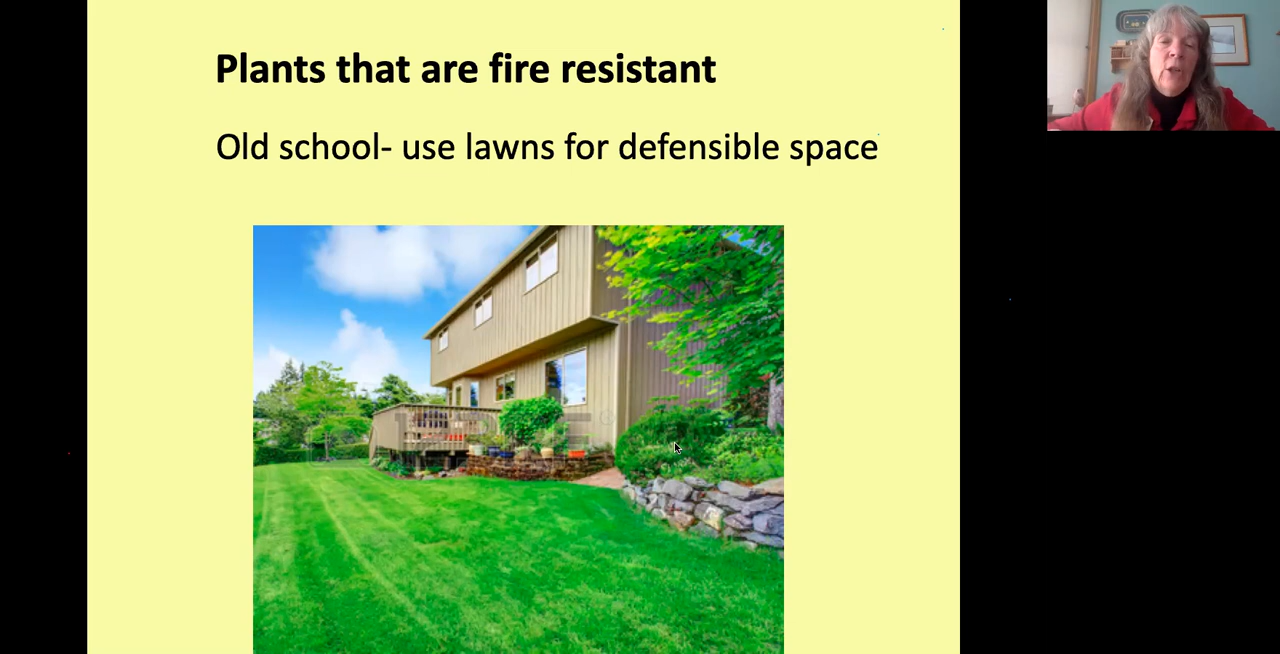 Plants that are fire resistant
Old school- use lawns for defensible space